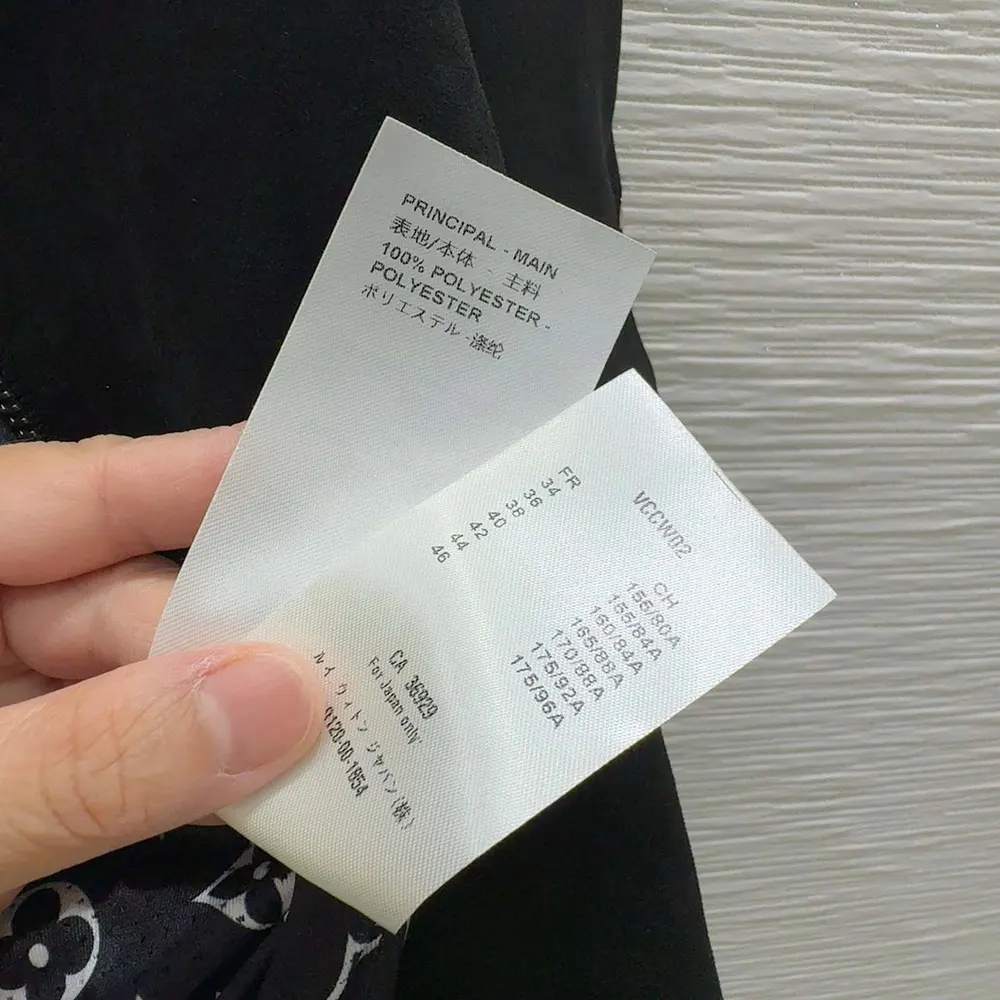 PRINCIPAL - MAIN
表地/本体 - 主料
100% POLYESTER -
POLYESTER
ポリエステル -涤纶
VCCW02
FR
34
36
38
40
42
44
46
CH
155/80A
155/84A
160/84A
165/88A
170/88A
175/92A
175/96A
CA 36929
For Japan only
ルイ ヴィトン ジャパン(株)
0120-00-1854